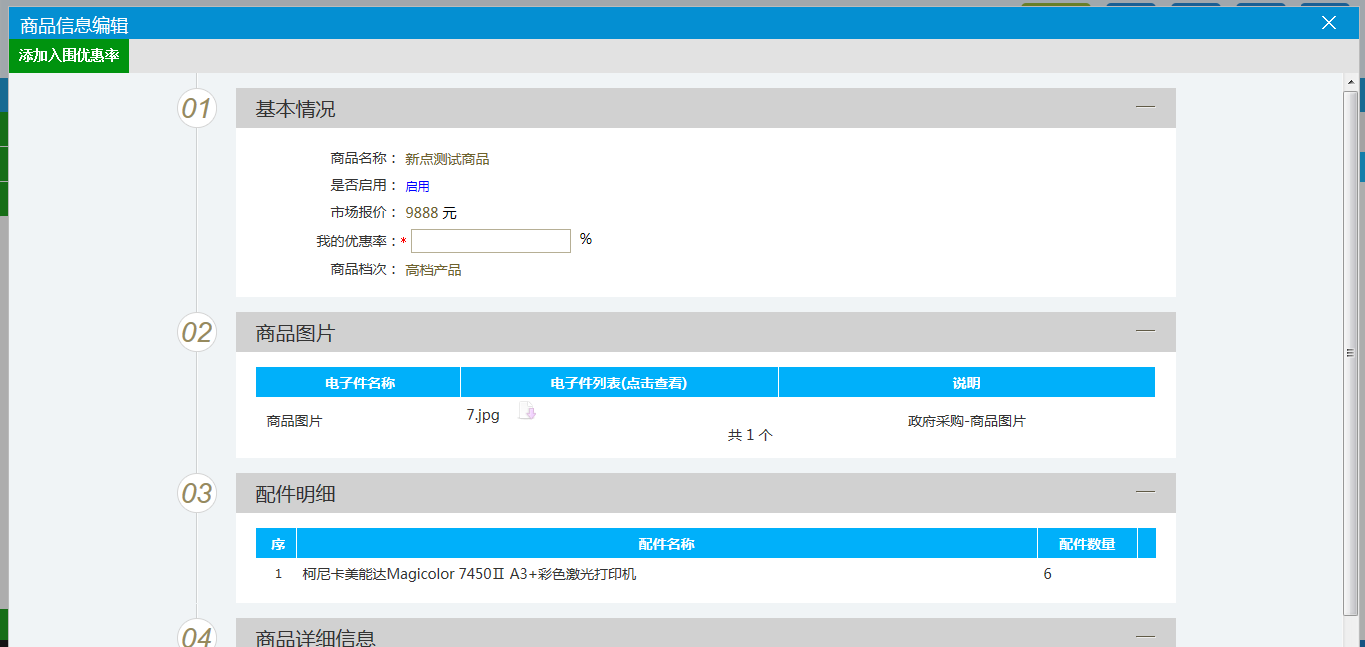 商品信息编辑
添加入围优惠率
01 基本情况
商品名称： 新点测试商品
是否启用： 启用
市场报价： 9888 元
我的优惠率：* %
商品档次： 高档产品
02 商品图片
电子件名称 电子件列表(点击查看) 说明
商品图片 7.jpg 政府采购-商品图片
共 1 个
03 配件明细
序 配件名称 配件数量
1 柯尼卡美能达Magicolor 7450Ⅱ A3+彩色激光打印机 6
04 商品详细信息